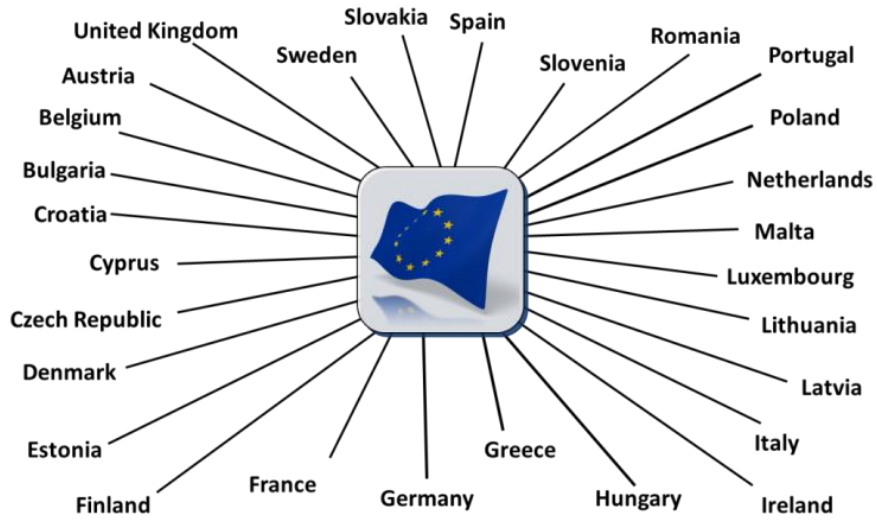 United Kingdom
Austria
Belgium
Bulgaria
Croatia
Cyprus
Czech Republic
Denmark
Estonia
Finland
France
Germany
Greece
Hungary
Ireland
Italy
Latvia
Lithuania
Luxembourg
Malta
Netherlands
Poland
Portugal
Romania
Slovenia
Spain
Slovakia
Sweden